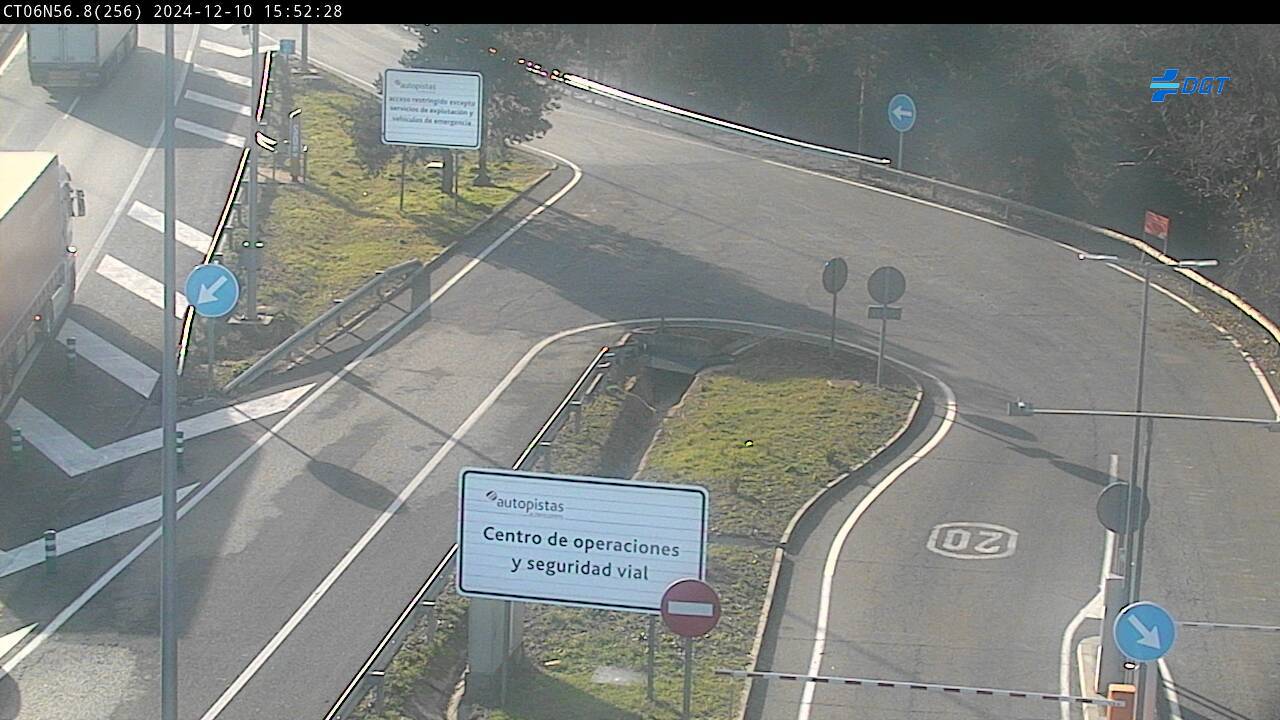 CT06N56.8(256) 2024-12-10 15:52:28
DGT
autopistas
acceso restringido excepto
servicios de explotación y
vehículos de emergencia
autopistas
Centro de operaciones
y seguridad vial
20